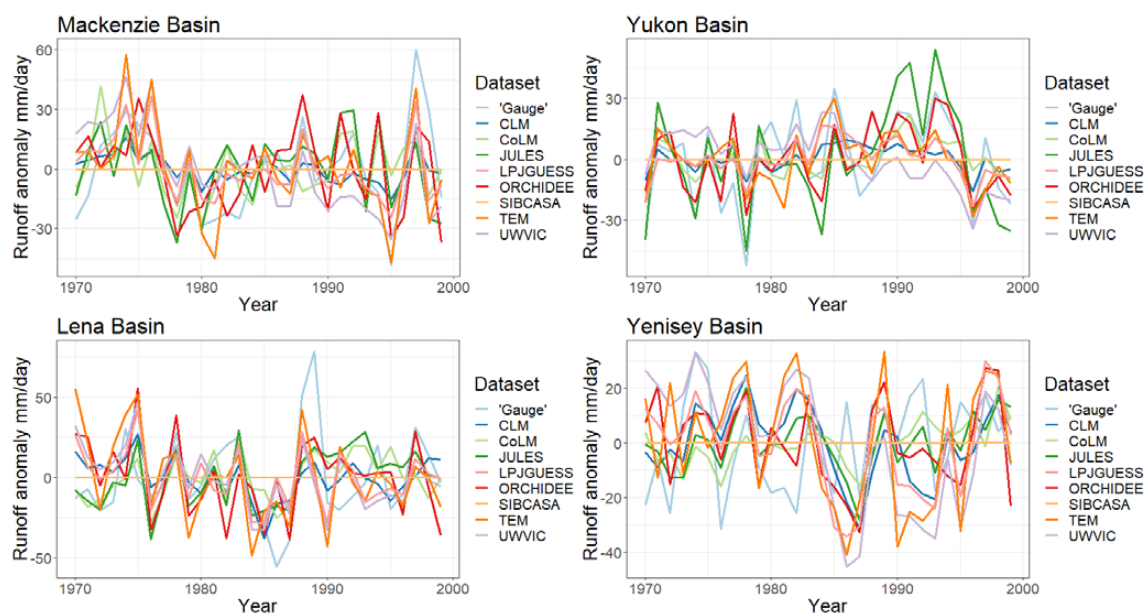 Mackenzie Basin
Runoff anomaly mm/day
60
30
0
-30
1970
1980
1990
2000
Year
Dataset
'Gauge'
CLM
CoLM
JULES
LPJGUESS
ORCHIDEE
SIBCASA
TEM
UWVIC
Yukon Basin
Runoff anomaly mm/day
30
0
-30
1970
1980
1990
2000
Year
Dataset
'Gauge'
CLM
CoLM
JULES
LPJGUESS
ORCHIDEE
SIBCASA
TEM
UWVIC
Lena Basin
Runoff anomaly mm/day
50
0
-50
1970
1980
1990
2000
Year
Dataset
'Gauge'
CLM
CoLM
JULES
LPJGUESS
ORCHIDEE
SIBCASA
TEM
UWVIC
Yenisey Basin
Runoff anomaly mm/day
20
0
-20
-40
1970
1980
1990
2000
Year
Dataset
'Gauge'
CLM
CoLM
JULES
LPJGUESS
ORCHIDEE
SIBCASA
TEM
UWVIC